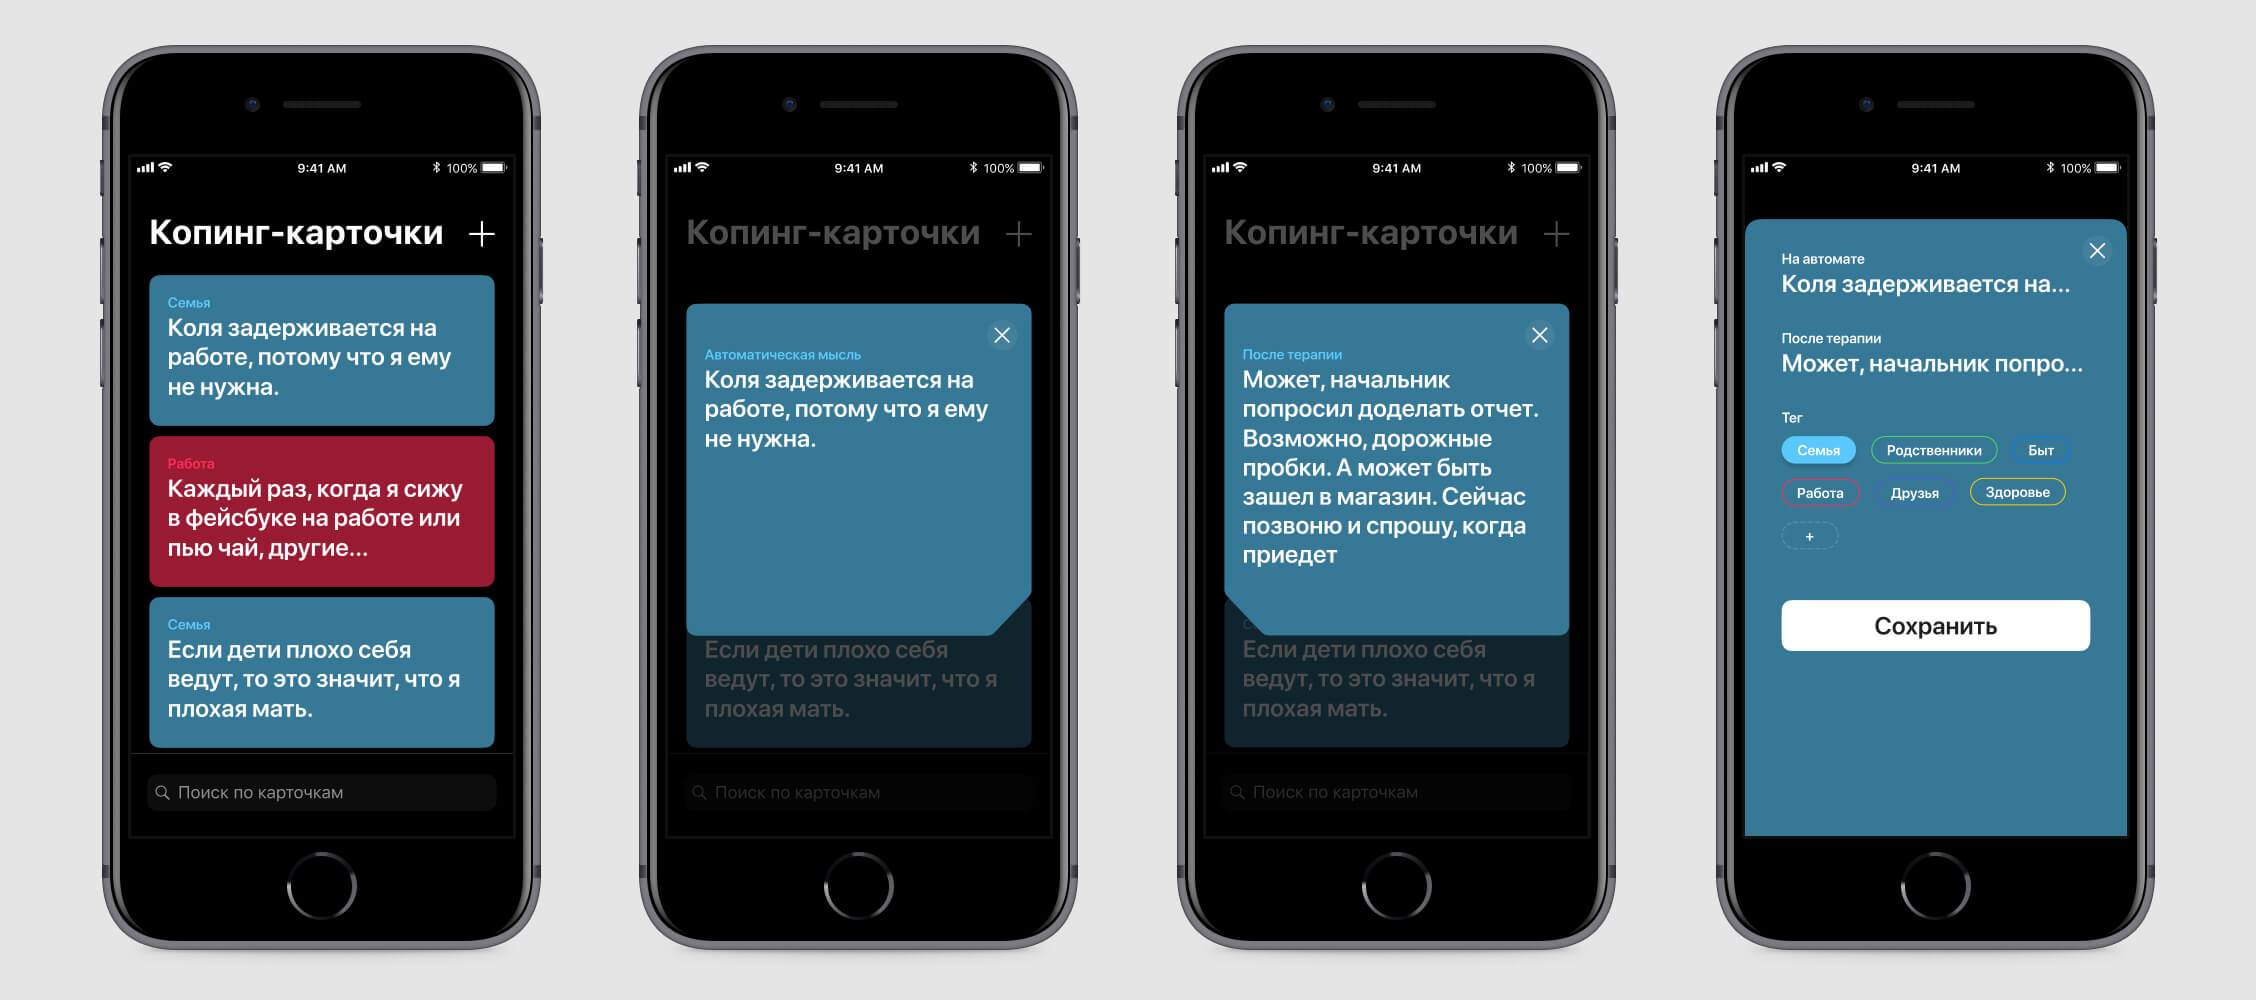 9:41 AM
100%
Копинг-карточки
Семья
Коля задерживается на
работе, потому что я ему
не нужна.
Работа
Каждый раз, когда я сижу
в фейсбуке на работе или
пью чай, другие...
Семья
Если дети плохо себя
ведут, то это значит, что я
плохая мать.
Поиск по карточкам
9:41 AM
100%
Копинг-карточки
Автоматическая мысль
Коля задерживается на
работе, потому что я ему
не нужна.
Если дети плохо себя
ведут, то это значит, что я
плохая мать.
Поиск по карточкам
9:41 AM
100%
Копинг-карточки
После терапии
Может, начальник
попросил доделать отчет.
Возможно, дорожные
пробки. А может быть
зашел в магазин. Сейчас
позвоню и спрошу, когда
приедет
Если дети плохо себя
ведут, то это значит, что я
плохая мать.
Поиск по карточкам
9:41 AM
100%
На автомате
Коля задерживается на...
После терапии
Может, начальник попро...
Тег
Семья Родственники Быт
Работа Друзья Здоровье
+
Сохранить